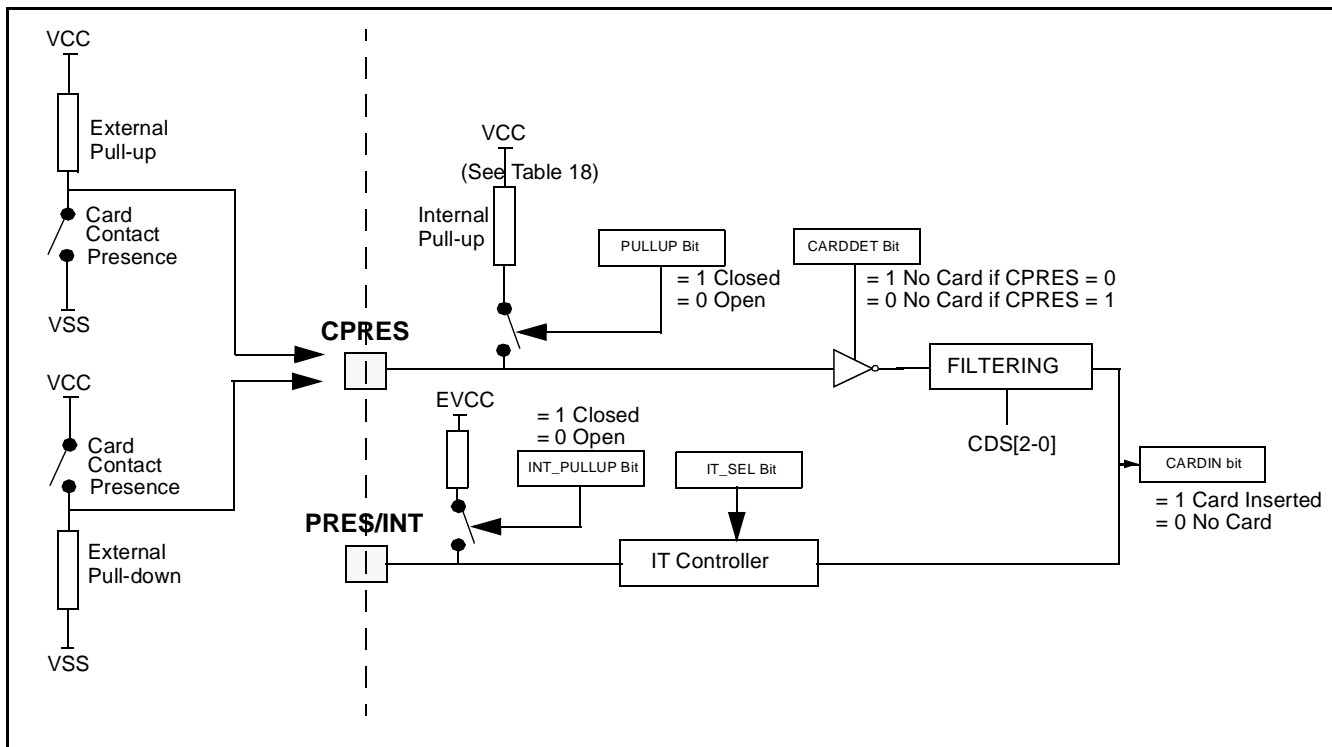 VCC
External
Pull-up
Card
Contact
Presence
VSS
VCC
Card
Contact
Presence
External
Pull-down
VSS
VCC
(See Table 18)
Internal
Pull-up
PULLUP Bit
= 1 Closed
= 0 Open
CARDDET Bit
= 1 No Card if CPRES = 0
= 0 No Card if CPRES = 1
CPRES
FILTERING
CDS[2-0]
EVCC
= 1 Closed
= 0 Open
INT_PULLUP Bit
IT_SEL Bit
CARDIN bit
= 1 Card Inserted
= 0 No Card
PRES/INT
IT Controller